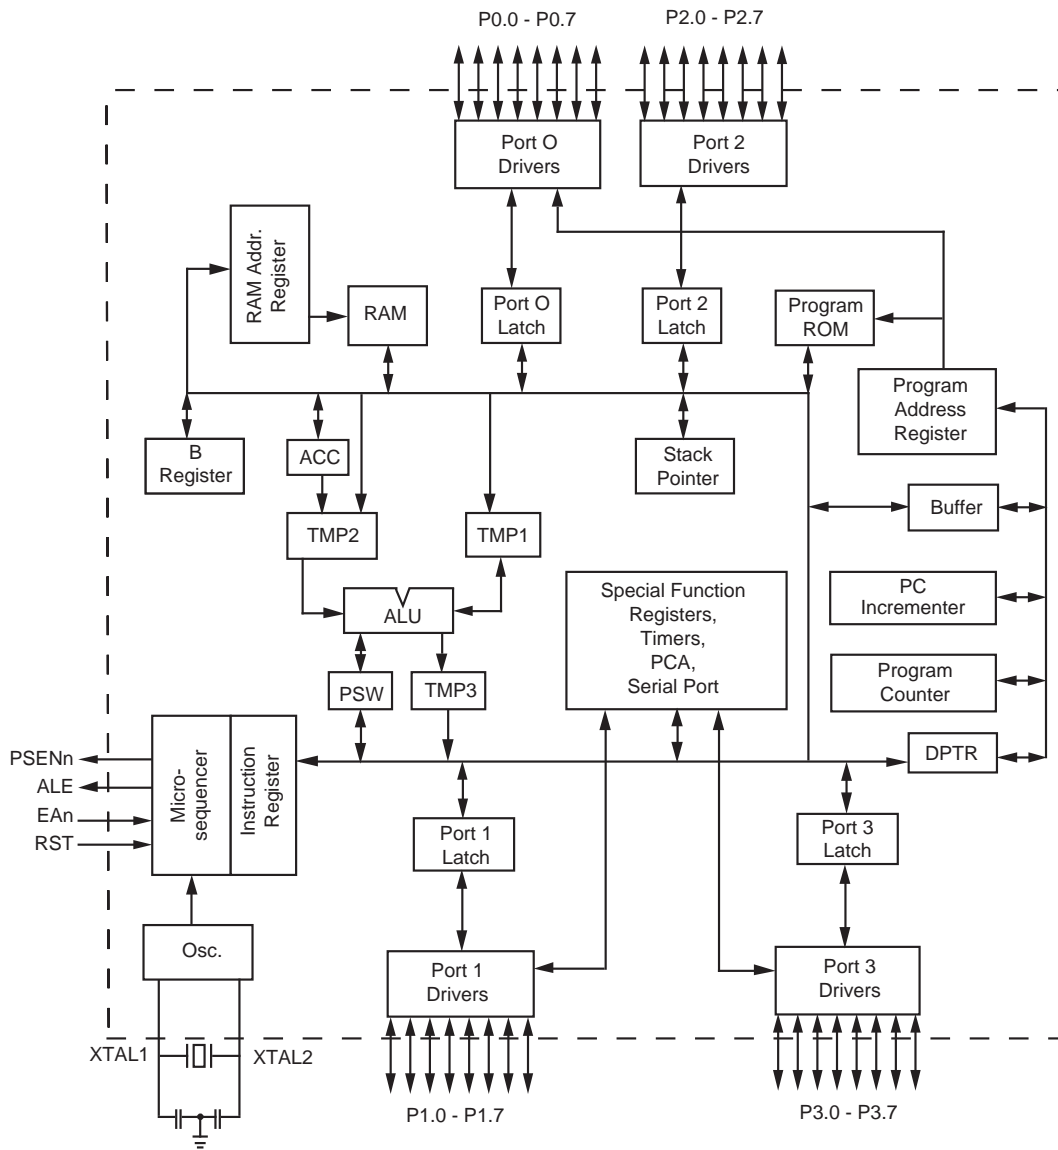 P0.0 - P0.7
P2.0 - P2.7
Port O
Drivers
Port 2
Drivers
RAM Addr.
Register
RAM
Port O
Latch
Port 2
Latch
Program
ROM
Program
Address
Register
B
Register
ACC
Stack
Pointer
TMP2
TMP1
Buffer
ALU
Special Function
Registers,
Timers,
PCA,
Serial Port
PC
Incrementer
PSW
TMP3
Program
Counter
DPTR
PSENn
ALE
EAn
RST
Micro-
sequencer
Instruction
Register
Port 1
Latch
Port 3
Latch
Osc.
Port 1
Drivers
Port 3
Drivers
XTAL1
XTAL2
P1.0 - P1.7
P3.0 - P3.7